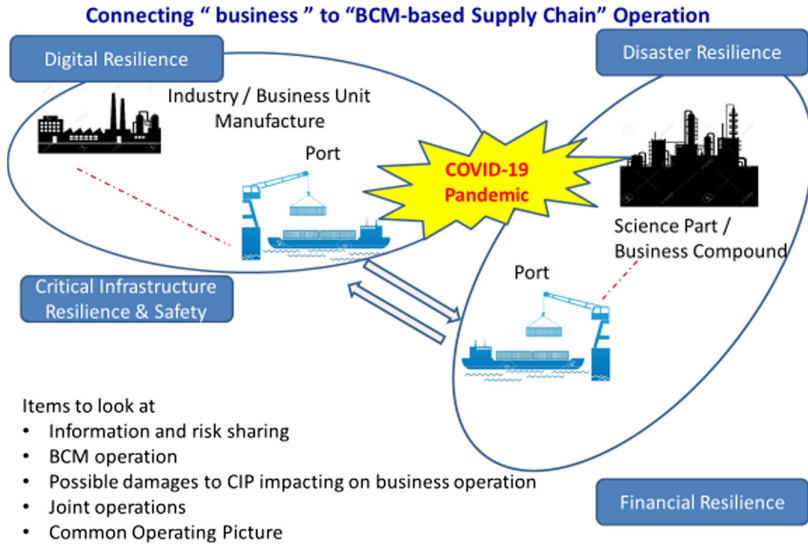 Connecting “ business ” to “BCM-based Supply Chain” Operation
Digital Resilience
Disaster Resilience
Industry / Business Unit
Manufacture
Port
COVID-19
Pandemic
Science Part /
Business Compound
Port
Critical Infrastructure
Resilience & Safety
Items to look at
• Information and risk sharing
• BCM operation
• Possible damages to CIP impacting on business operation
• Joint operations
• Common Operating Picture
Financial Resilience